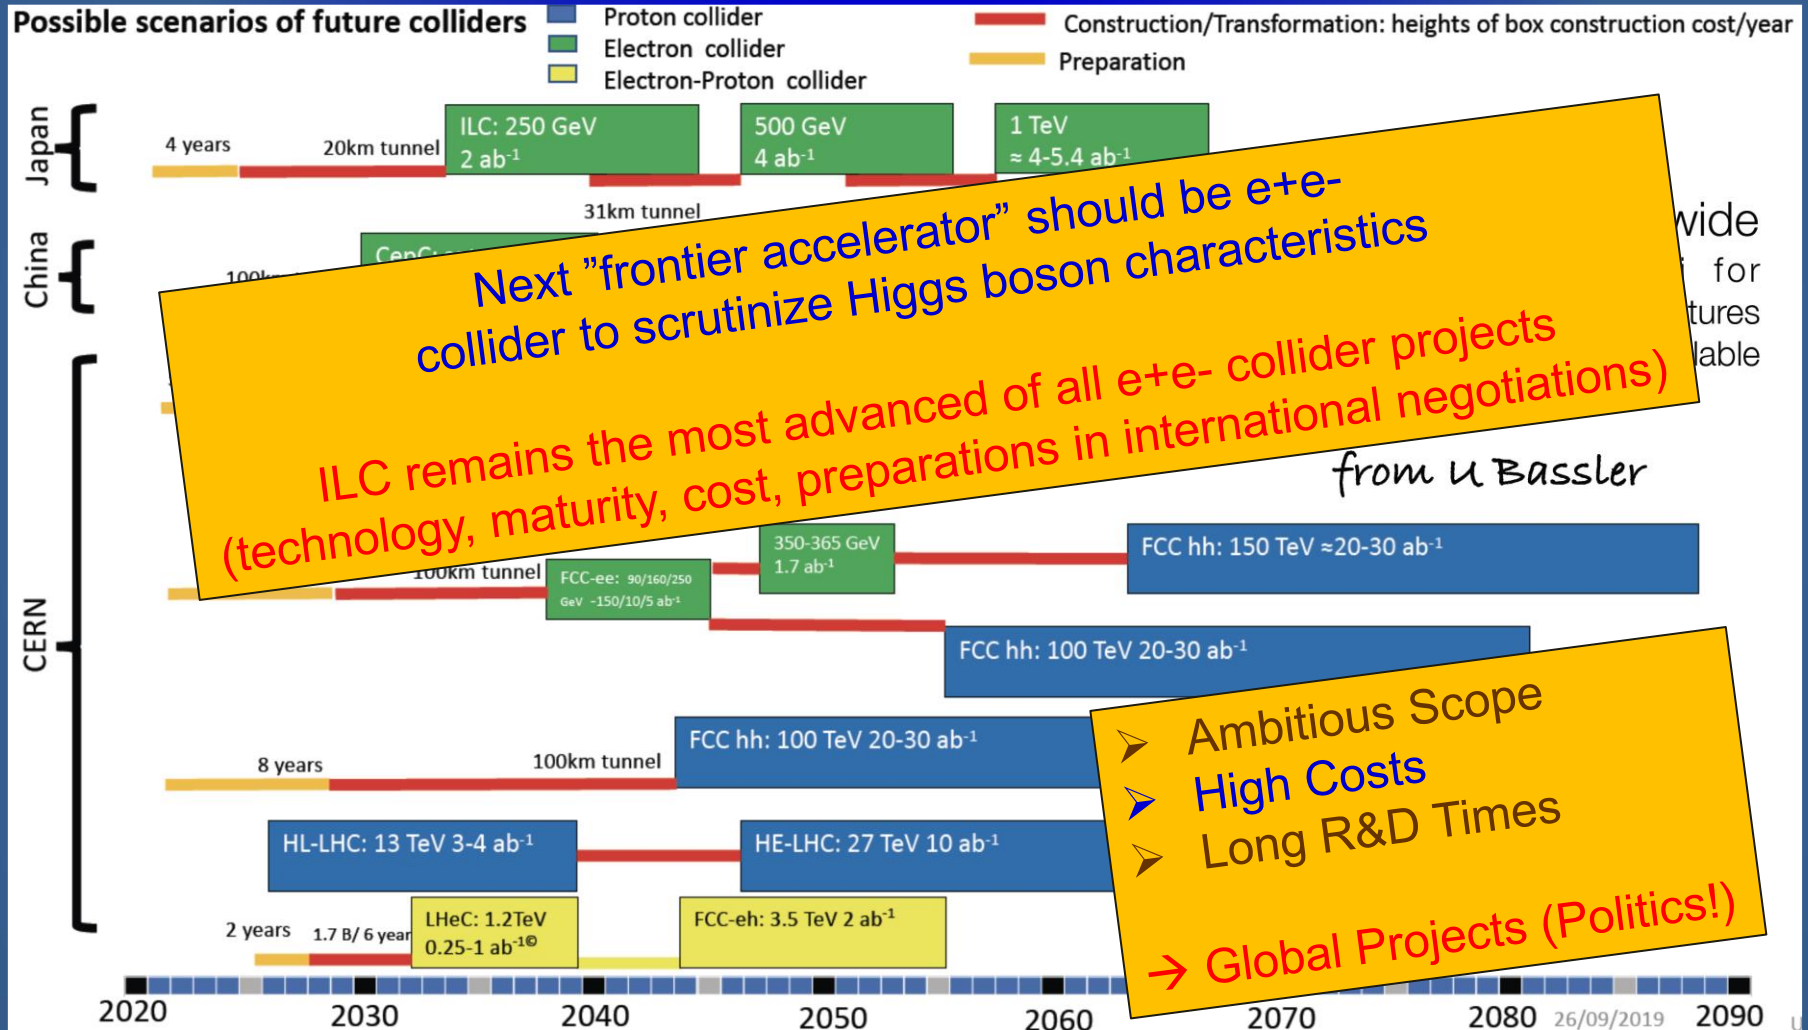 Possible scenarios of future colliders
Proton collider
Electron collider
Electron-Proton collider
Construction/Transformation: heights of box construction cost/year
Preparation
Japan
4 years
20km tunnel
ILC: 250 GeV
2 ab-1
500 GeV
4 ab-1
1 TeV
≈ 4-5.4 ab-1
31km tunnel
China
CepC:
wide
for
tures
lable
Next ”frontier accelerator” should be e+e-
collider to scrutinize Higgs boson characteristics
ILC remains the most advanced of all e+e- collider projects
(technology, maturity, cost, preparations in international negotiations)
from U Bassler
CERN
100km tunnel
FCC-ee: 90/160/250
GeV ~150/10/5 ab-1
350-365 GeV
1.7 ab-1
FCC hh: 150 TeV ≈20-30 ab-1
FCC hh: 100 TeV 20-30 ab-1
8 years
100km tunnel
FCC hh: 100 TeV 20-30 ab-1
HL-LHC: 13 TeV 3-4 ab-1
HE-LHC: 27 TeV 10 ab-1
2 years
1.7 B/ 6 year
LHeC: 1.2TeV
0.25-1 ab-1©
FCC-eh: 3.5 TeV 2 ab-1
➢ Ambitious Scope
➢ High Costs
➢ Long R&D Times
→ Global Projects (Politics!)
2020 2030 2040 2050 2060 2070 2080 2090
26/09/2019